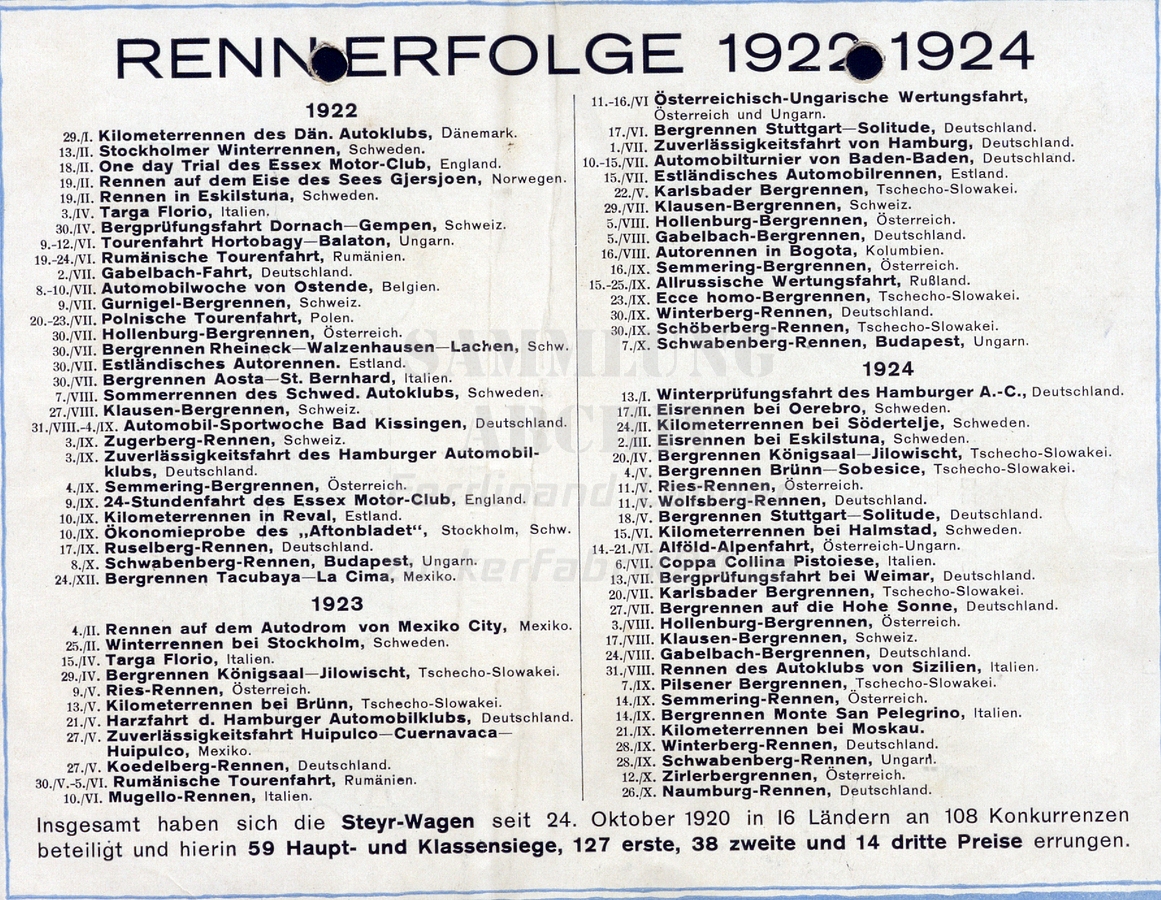 RENNERFOLGE 1922 1924
1922
29./I. Kilometerrennen des Dän. Autoklubs, Dänemark.
13./II. Stockholmer Winterrennen, Schweden.
18./II. One day Trial des Essex Motor-Club, England.
19./II. Rennen auf dem Eise des Sees Gjersjoen, Norwegen.
19./II. Rennen in Eskilstuna, Schweden.
3./IV. Targa Florio, Italien.
30./IV. Bergprüfungsfahrt Dornach—Gempen, Schweiz.
9.-12./VI. Tourenfahrt Hortobagy—Balaton, Ungarn.
19.-24./VI. Rumänische Tourenfahrt, Rumänien.
2./VII. Gabelbach-Fahrt, Deutschland.
8.-10./VII. Automobilwoche von Ostende, Belgien.
9./VII. Gurnigel-Bergrennen, Schweiz.
20.-23./VII. Polnische Tourenfahrt, Polen.
30./VII. Hollenburg-Bergrennen, Österreich.
30./VII. Bergrennen Rheineck—Walzenhausen—Lachen, Schw.
30./VII. Estländisches Autorennen. Estland.
30./VII. Bergrennen Aosta—St. Bernhard, Italien.
7./VIII. Sommerrennen des Schwed. Autoklubs, Schweden.
27./VIII. Klausen-Bergrennen, Schweiz.
31./VIII.-4./IX. Automobil-Sportwoche Bad Kissingen, Deutschland.
3./IX. Zugerberg-Rennen, Schweiz.
3./IX. Zuverlässigkeitsfahrt des Hamburger Automobil-
klubs, Deutschland.
4./IX. Semmering-Bergrennen, Österreich.
9./IX. 24-Stundenfahrt des Essex Motor-Club, England.
10./IX. Kilometerrennen in Reval, Estland.
10./IX. Ökonomieprobe des „Aftonbladet“, Stockholm, Schw.
17./IX. Ruselberg-Rennen, Deutschland.
8./X. Schwabenberg-Rennen, Budapest, Ungarn.
24./XII. Bergrennen Tacubaya—La Cima, Mexiko.
1923
4./II. Rennen auf dem Autodrom von Mexiko City, Mexiko.
25./II. Winterrennen bei Stockholm, Schweden.
15./IV. Targa Florio, Italien.
29./IV. Bergrennen Königsaal—Jilowischt, Tschecho-Slowakei.
9./V. Ries-Rennen, Österreich.
13./V. Kilometerrennen bei Brünn, Tschecho-Slowakei.
21./V. Harzfahrt d. Hamburger Automobilklubs, Deutschland.
27./V. Zuverlässigkeitsfahrt Huipulco—Cuernavaca—
Huipulco, Mexiko.
27./V. Koedelberg-Rennen, Deutschland.
30./V.-5./VI. Rumänische Tourenfahrt, Rumänien.
10./VI. Mugello-Rennen, Italien.
11.-16./VI Österreichisch-Ungarische Wertungsfahrt,
Österreich und Ungarn.
17./VI. Bergrennen Stuttgart—Solitude, Deutschland.
1./VII. Zuverlässigkeitsfahrt von Hamburg, Deutschland.
10.-15./VII. Automobilturnier von Baden-Baden, Deutschland.
15./VII. Estländisches Automobilrennen, Estland.
22./V. Karlsbader Bergrennen, Tschecho-Slowakei.
29./VII. Klausen-Bergrennen, Schweiz.
5./VIII. Hollenburg-Bergrennen, Österreich.
5./VIII. Gabelbach-Bergrennen, Deutschland.
16./VIII. Autorennen in Bogota, Kolumbien.
16./IX. Semmering-Bergrennen, Österreich.
15.-25./IX. Allrussische Wertungsfahrt, Rußland.
23./IX. Ecce homo-Bergrennen, Tschecho-Slowakei.
30./IX. Winterberg-Rennen, Deutschland.
30./IX. Schöberberg-Rennen, Tschecho-Slowakei.
7./X. Schwabenberg-Rennen, Budapest, Ungarn.
1924
13./I. Winterprüfungsfahrt des Hamburger A.-C., Deutschland.
17./II. Eisrennen bei Oerebro, Schweden.
24./II. Kilometerrennen bei Södertelje, Schweden.
2./III. Eisrennen bei Eskilstuna, Schweden.
20./IV. Bergrennen Königsaal—Jilowischt, Tschecho-Slowakei.
4./V. Bergrennen Brünn—Sobesice, Tschecho-Slowakei.
11./V. Ries-Rennen, Österreich.
11./V. Wolfsberg-Rennen, Deutschland.
18./V. Bergrennen Stuttgart—Solitude, Deutschland.
15./VI. Kilometerrennen bei Halmstad, Schweden.
14.-21./VI. Alföld-Alpenfahrt, Österreich-Ungarn.
6./VII. Coppa Collina Pistoiese, Italien.
13./VII. Bergprüfungsfahrt bei Weimar, Deutschland.
20./VII. Karlsbader Bergrennen, Tschecho-Slowakei.
27./VII. Bergrennen auf die Hohe Sonne, Deutschland.
3./VIII. Hollenburg-Bergrennen, Österreich.
17./VIII. Klausen-Bergrennen, Schweiz.
24./VIII. Gabelbach-Bergrennen, Deutschland.
31./VIII. Rennen des Autoklubs von Sizilien, Italien.
7./IX. Pilsener Bergrennen, Tschecho-Slowakei.
14./IX. Semmering-Rennen, Österreich.
14./IX. Bergrennen Monte San Pelegrino, Italien.
21./IX. Kilometerrennen bei Moskau.
28./IX. Winterberg-Rennen, Deutschland.
28./IX. Schwabenberg-Rennen, Ungarn.
12./X. Zirlerbergrennen, Österreich.
26./X. Naumburg-Rennen, Deutschland.
Insgesamt haben sich die Steyr-Wagen seit 24. Oktober 1920 in 16 Ländern an 108 Konkurrenzen
beteiligt und hierin 59 Haupt- und Klassensiege, 127 erste, 38 zweite und 14 dritte Preise errungen.
SAMMLUNG